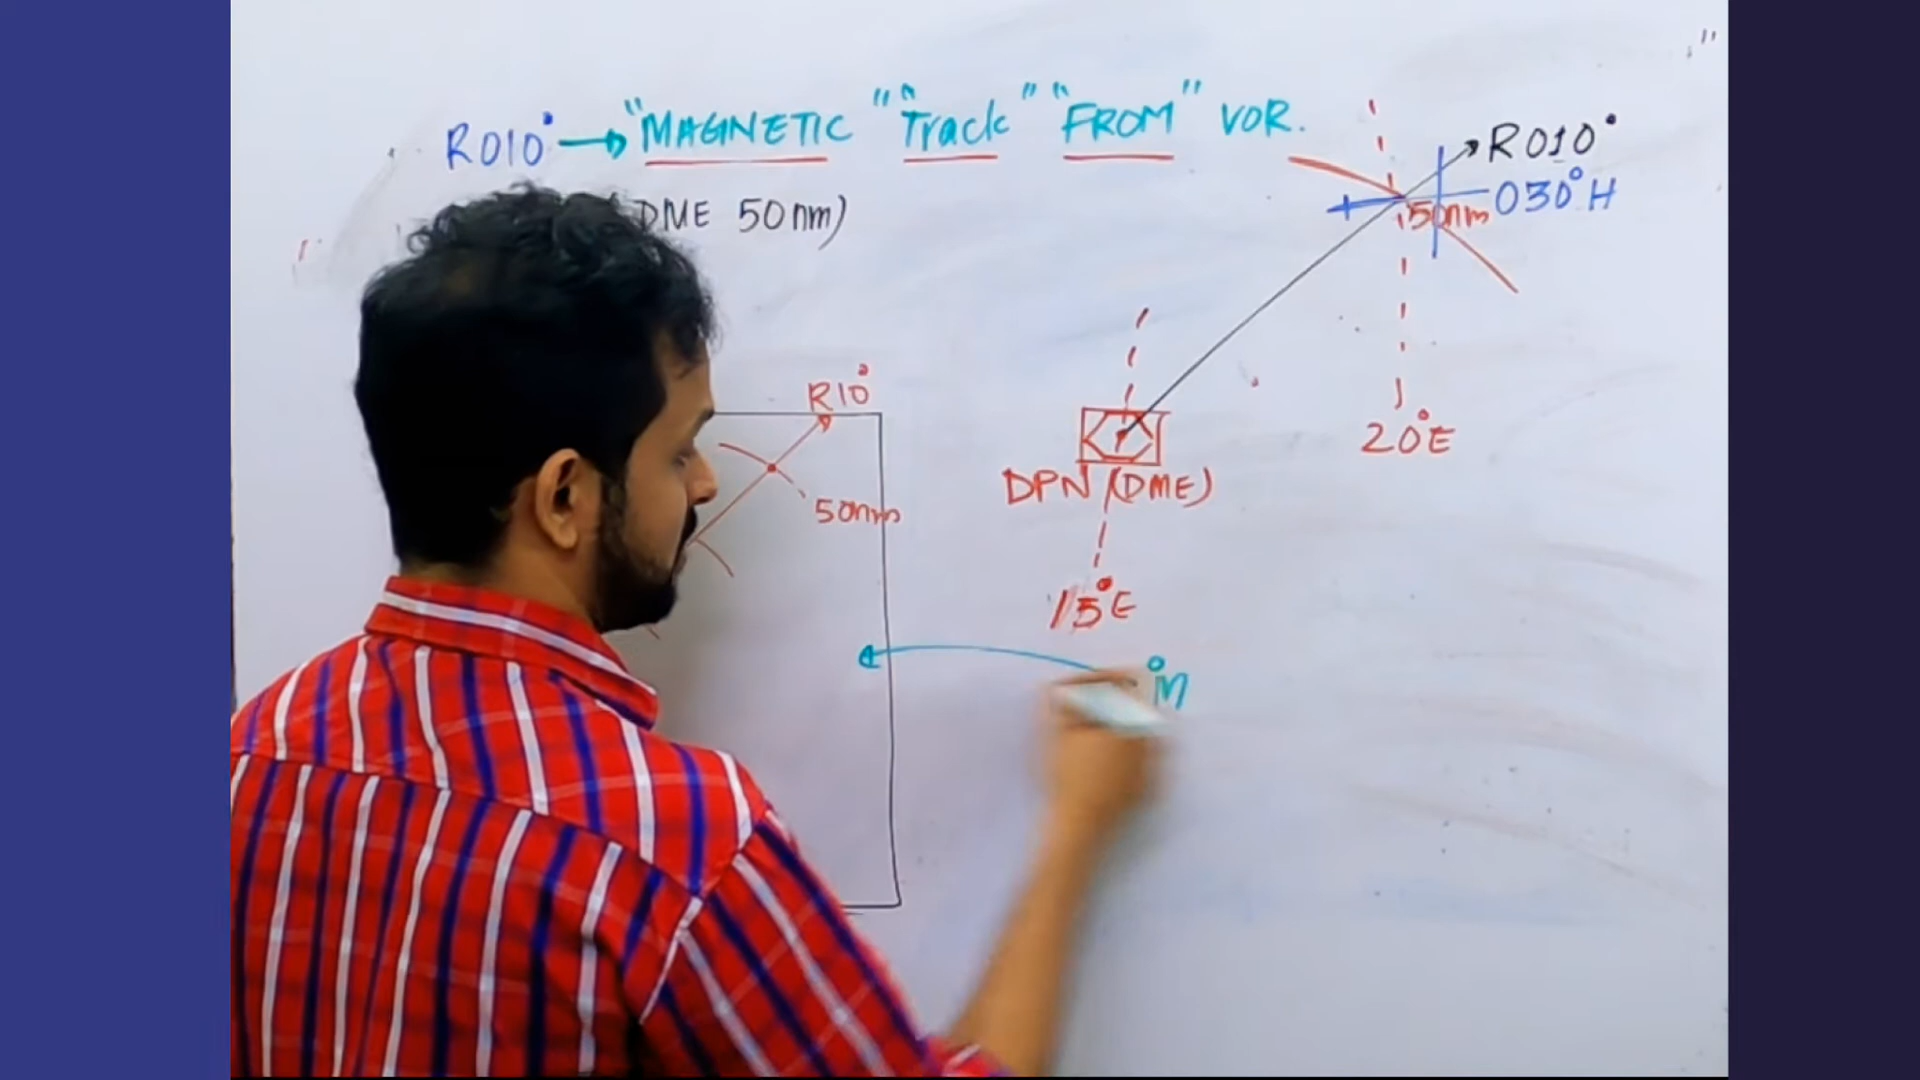 R010° → "MAGNETIC" "Track" "FROM" VOR.
(DME 50nm)
R010°
030°H
50nm
20°E
DPN (DME)
15°E
R10°
50nm
°M